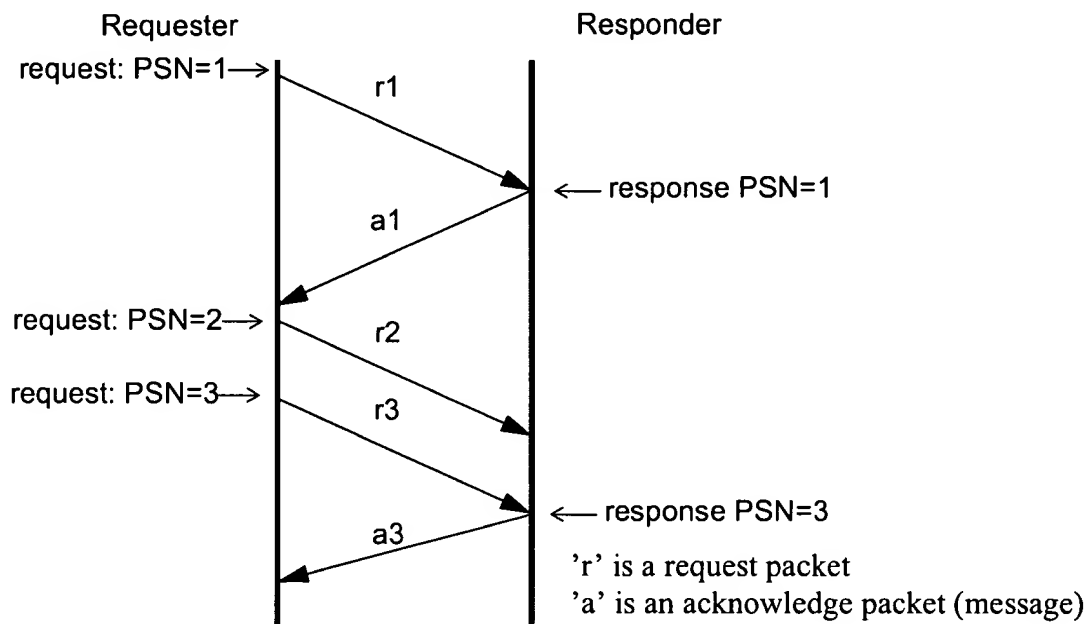 Requester
Responder
request: PSN=1
r1
response PSN=1
a1
request: PSN=2
r2
request: PSN=3
r3
response PSN=3
a3
'r' is a request packet
'a' is an acknowledge packet (message)